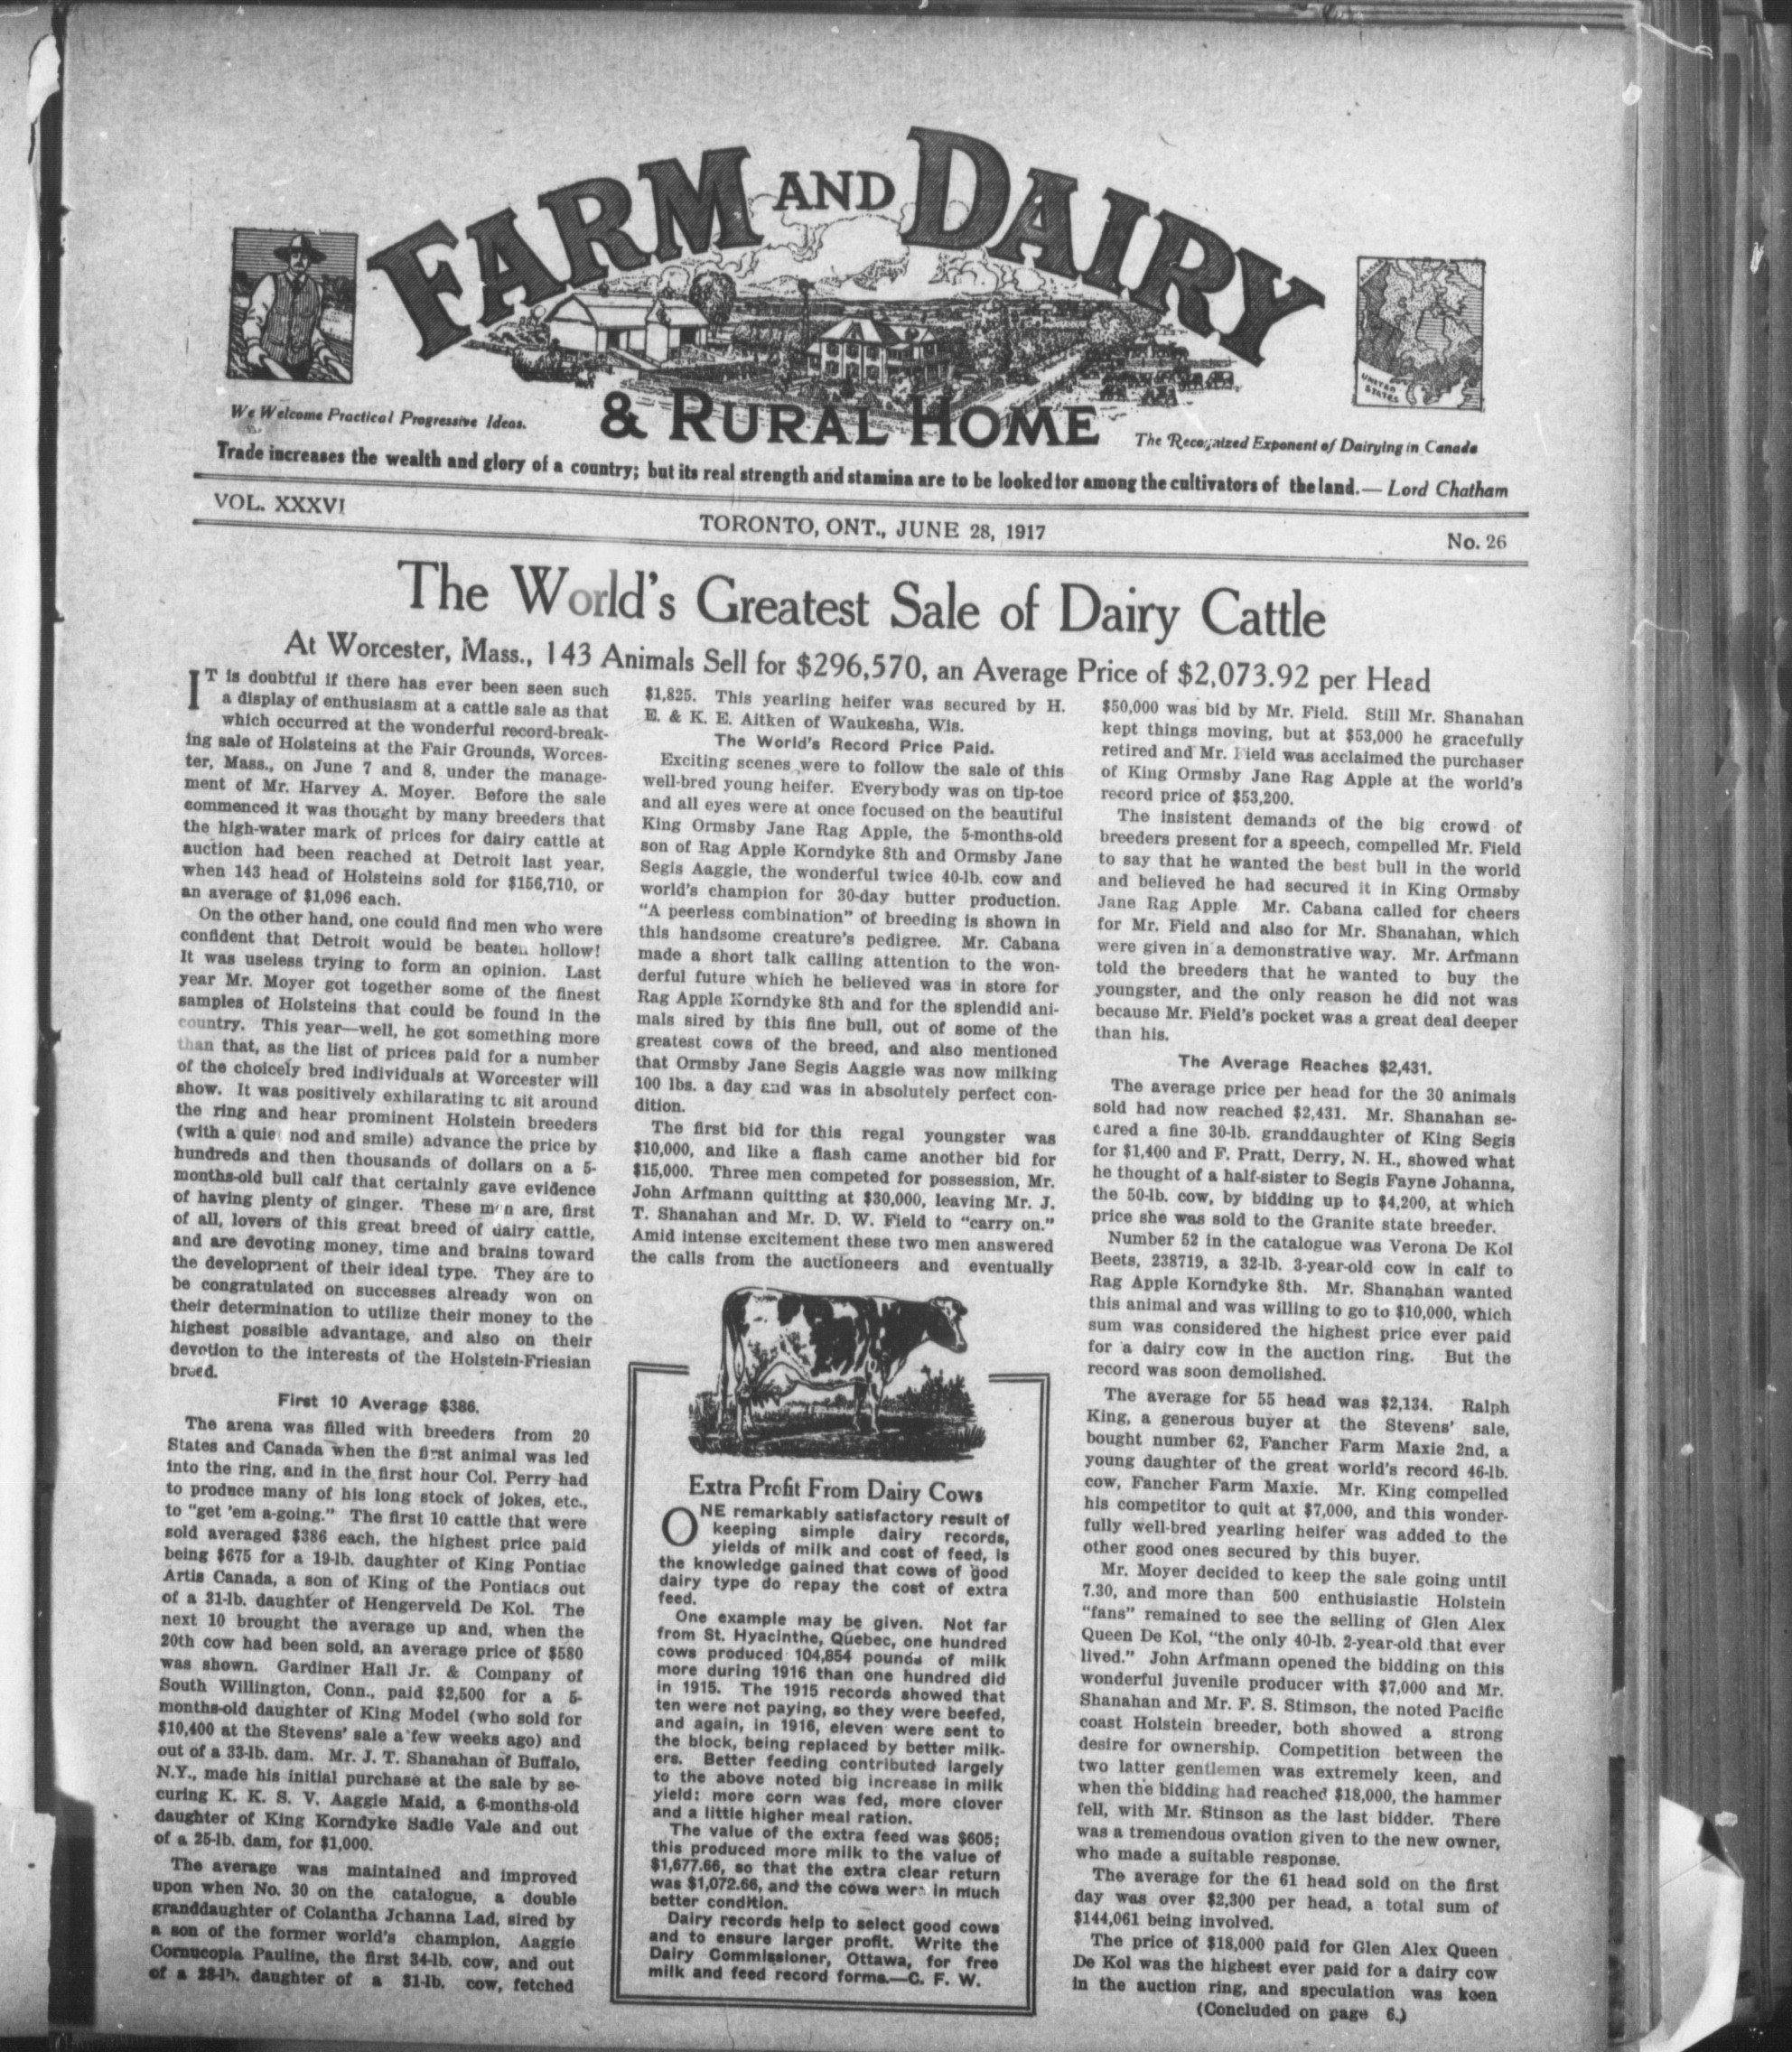 FARM AND DAIRY
& RURAL HOME
We Welcome Practical Progressive Ideas.
The Recognized Exponent of Dairying in Canada
Trade increases the wealth and glory of a country; but its real strength and stamina are to be looked for among the cultivators of the land.— Lord Chatham
VOL. XXXVI
TORONTO, ONT., JUNE 28, 1917
No. 26
UNITED
STATES
The World's Greatest Sale of Dairy Cattle
At Worcester, Mass., 143 Animals Sell for $296,570, an Average Price of $2,073.92 per Head
IT is doubtful if there has ever been seen such
a display of enthusiasm at a cattle sale as that
which occurred at the wonderful record-break-
ing sale of Holsteins at the Fair Grounds, Worces-
ter, Mass., on June 7 and 8, under the manage-
ment of Mr. Harvey A. Moyer. Before the sale
commenced it was thought by many breeders that
the high-water mark of prices for dairy cattle at
auction had been reached at Detroit last year,
when 143 head of Holsteins sold for $156,710, or
an average of $1,096 each.
On the other hand, one could find men who were
confident that Detroit would be beaten hollow!
It was useless trying to form an opinion. Last
year Mr. Moyer got together some of the finest
samples of Holsteins that could be found in the
country. This year—well, he got something more
than that, as the list of prices paid for a number
of the choicely bred individuals at Worcester will
show. It was positively exhilarating to sit around
the ring and hear prominent Holstein breeders
(with a quiet nod and smile) advance the price by
hundreds and then thousands of dollars on a 5-
months-old bull calf that certainly gave evidence
of having plenty of ginger. These men are, first
of all, lovers of this great breed of dairy cattle,
and are devoting money, time and brains toward
the development of their ideal type. They are to
be congratulated on successes already won on
their determination to utilize their money to the
highest possible advantage, and also on their
devotion to the interests of the Holstein-Friesian
breed.
First 10 Average $386.
The arena was filled with breeders from 20
States and Canada when the first animal was led
into the ring, and in the first hour Col. Perry had
to produce many of his long stock of jokes, etc.,
to "get 'em a-going." The first 10 cattle that were
sold averaged $386 each, the highest price paid
being $675 for a 19-lb. daughter of King Pontiac
Artis Canada, a son of King of the Pontiacs out
of a 31-lb. daughter of Hengerveld De Kol. The
next 10 brought the average up and, when the
20th cow had been sold, an average price of $580
was shown. Gardiner Hall Jr. & Company of
South Willington, Conn., paid $2,500 for a 5-
months-old daughter of King Model (who sold for
$10,400 at the Stevens' sale a few weeks ago) and
out of a 33-lb. dam. Mr. J. T. Shanahan of Buffalo,
N.Y., made his initial purchase at the sale by se-
curing K. K. S. V. Aaggie Maid, a 6-months-old
daughter of King Korndyke Sadie Vale and out
of a 25-lb. dam, for $1,000.
The average was maintained and improved
upon when No. 30 on the catalogue, a double
granddaughter of Colantha Johanna Lad, sired by
a son of the former world's champion, Aaggie
Cornucopia Pauline, the first 34-lb. cow, and out
of a 28-lb. daughter of a 31-lb. cow, fetched
$1,825. This yearling heifer was secured by H.
E. & K. E. Aitken of Waukesha, Wis.
The World's Record Price Paid.
Exciting scenes were to follow the sale of this
well-bred young heifer. Everybody was on tip-toe
and all eyes were at once focused on the beautiful
King Ormsby Jane Rag Apple, the 5-months-old
son of Rag Apple Korndyke 8th and Ormsby Jane
Segis Aaggie, the wonderful twice 40-lb. cow and
world's champion for 30-day butter production.
"A peerless combination" of breeding is shown in
this handsome creature's pedigree. Mr. Cabana
made a short talk calling attention to the won-
derful future which he believed was in store for
Rag Apple Korndyke 8th and for the splendid ani-
mals sired by this fine bull, out of some of the
greatest cows of the breed, and also mentioned
that Ormsby Jane Segis Aaggie was now milking
100 lbs. a day and was in absolutely perfect con-
dition.
The first bid for this regal youngster was
$10,000, and like a flash came another bid for
$15,000. Three men competed for possession, Mr.
John Arfmann quitting at $30,000, leaving Mr. J.
T. Shanahan and Mr. D. W. Field to "carry on."
Amid intense excitement these two men answered
the calls from the auctioneers and eventually
Extra Profit From Dairy Cows
ONE remarkably satisfactory result of
keeping simple dairy records,
yields of milk and cost of feed, is
the knowledge gained that cows of good
dairy type do repay the cost of extra
feed.
One example may be given. Not far
from St. Hyacinthe, Quebec, one hundred
cows produced 104,854 pounds of milk
more during 1916 than one hundred did
in 1915. The 1915 records showed that
ten were not paying, so they were beefed,
and again, in 1916, eleven were sent to
the block, being replaced by better milk-
ers. Better feeding contributed largely
to the above noted big increase in milk
yield: more corn was fed, more clover
and a little higher meal ration.
The value of the extra feed was $605;
this produced more milk to the value of
$1,677.66, so that the extra clear return
was $1,072.66, and the cows were in much
better condition.
Dairy records help to select good cows
and to ensure larger profit. Write the
Dairy Commissioner, Ottawa, for free
milk and feed record forms.—C. F. W.
$50,000 was bid by Mr. Field. Still Mr. Shanahan
kept things moving, but at $53,000 he gracefully
retired and Mr. Field was acclaimed the purchaser
of King Ormsby Jane Rag Apple at the world's
record price of $53,200.
The insistent demands of the big crowd of
breeders present for a speech, compelled Mr. Field
to say that he wanted the best bull in the world
and believed he had secured it in King Ormsby
Jane Rag Apple Mr. Cabana called for cheers
for Mr. Field and also for Mr. Shanahan, which
were given in a demonstrative way. Mr. Arfmann
told the breeders that he wanted to buy the
youngster, and the only reason he did not was
because Mr. Field's pocket was a great deal deeper
than his.
The Average Reaches $2,431.
The average price per head for the 30 animals
sold had now reached $2,431. Mr. Shanahan se-
cured a fine 30-lb. granddaughter of King Segis
for $1,400 and F. Pratt, Derry, N. H., showed what
he thought of a half-sister to Segis Fayne Johanna,
the 50-lb. cow, by bidding up to $4,200, at which
price she was sold to the Granite state breeder.
Number 52 in the catalogue was Verona De Kol
Beets, 238719, a 32-lb. 3-year-old cow in calf to
Rag Apple Korndyke 8th. Mr. Shanahan wanted
this animal and was willing to go to $10,000, which
sum was considered the highest price ever paid
for a dairy cow in the auction ring. But the
record was soon demolished.
The average for 55 head was $2,134. Ralph
King, a generous buyer at the Stevens' sale,
bought number 62, Fancher Farm Maxie 2nd, a
young daughter of the great world's record 46-lb.
cow, Fancher Farm Maxie. Mr. King compelled
his competitor to quit at $7,000, and this wonder-
fully well-bred yearling heifer was added to the
other good ones secured by this buyer.
Mr. Moyer decided to keep the sale going until
7.30, and more than 500 enthusiastic Holstein
"fans" remained to see the selling of Glen Alex
Queen De Kol, "the only 40-lb. 2-year-old that ever
lived." John Arfmann opened the bidding on this
wonderful juvenile producer with $7,000 and Mr.
Shanahan and Mr. F. S. Stimson, the noted Pacific
coast Holstein breeder, both showed a strong
desire for ownership. Competition between the
two latter gentlemen was extremely keen, and
when the bidding had reached $18,000, the hammer
fell, with Mr. Stinson as the last bidder. There
was a tremendous ovation given to the new owner,
who made a suitable response.
The average for the 61 head sold on the first
day was over $2,300 per head, a total sum of
$144,061 being involved.
The price of $18,000 paid for Glen Alex Queen
De Kol was the highest ever paid for a dairy cow
in the auction ring, and speculation was keen
(Concluded on page 6.)